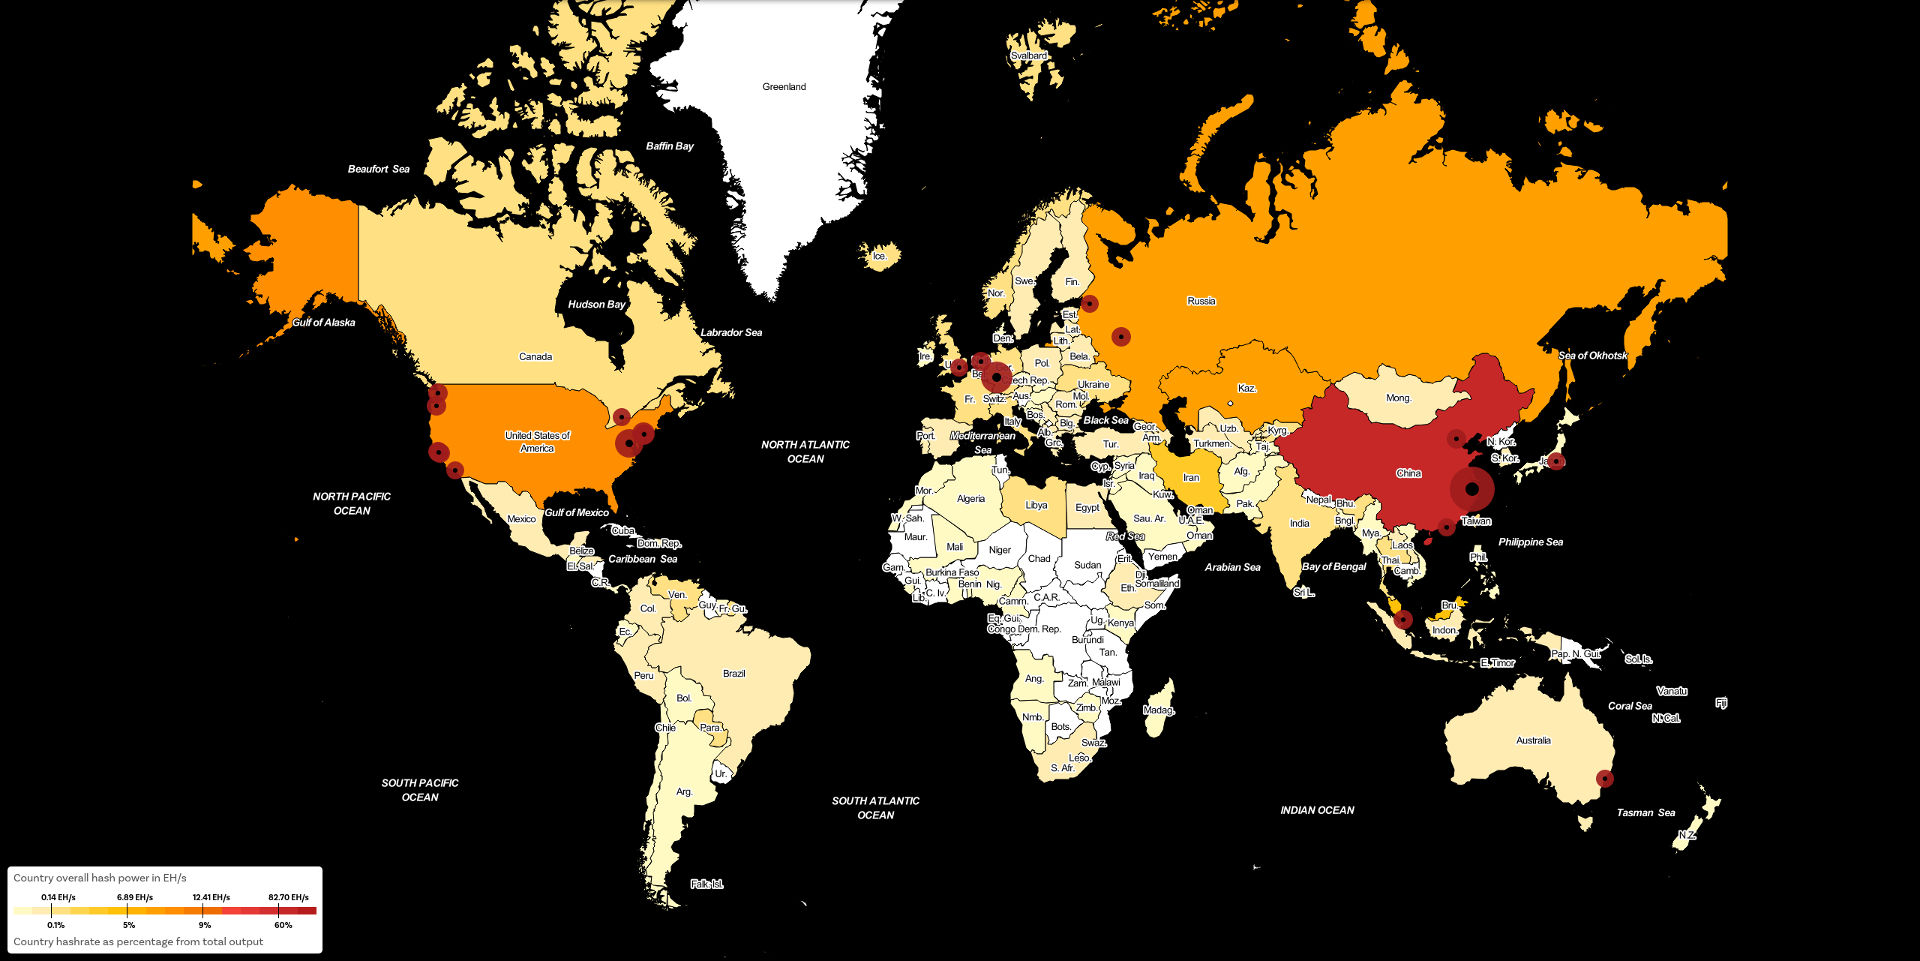 Svalbard
Greenland
Baffin Bay
Beaufort Sea
Ice.
Swe.
Fin.
Nor.
Russia
Hudson Bay
Gulf of Alaska
Est.
Labrador Sea
Lat.
Den.
Lith.
Sea of Okhotsk
Canada
Ire.
Bela.
Pol.
Czech Rep.
Ukraine
Kaz.
Aus.
Mol.
Mong.
Fr.
Switz.
Rom.
Bos.
Italy
Blg.
Black Sea
Geor.
Uzb.
Kyrg.
Alb.
Port.
Mediterranean
Sea
Grc.
Tur.
Arm.
Turkmen.
Taj.
N. Kor.
United States of
America
NORTH ATLANTIC
OCEAN
S. Kor.
Tun.
Cyp.
Syria
Iraq
Iran
Afg.
China
Isr.
Mor.
Algeria
Kuw.
Pak.
Nepal
Bhu.
NORTH PACIFIC
OCEAN
Libya
Egypt
Oman
Gulf of Mexico
Mexico
W. Sah.
Sau. Ar.
U.A.E.
India
Bngl.
Taiwan
Cuba
Maur.
Red Sea
Oman
Mya.
Philippine Sea
Dom. Rep.
Mali
Niger
Laos
Belize
Caribbean Sea
Chad
Erit.
Yemen
Phil.
El Sal.
Gam.
Sudan
Arabian Sea
Bay of Bengal
Thai.
Camb.
C.R.
Gui.
Burkina Faso
Benin
Nig.
Dj.
Somaliland
Eth.
Sri L.
Ven.
Lib.
C. Iv.
C.A.R.
Camm.
Som.
Guy.
Fr. Gu.
Col.
Bru.
Eq. Gui.
Ug.
Kenya
Ec.
Congo Dem. Rep.
Indon.
Burundi
Tan.
Pap. N. Gui.
Sol. Is.
E. Timor
Peru
Brazil
Ang.
Zam.
Malawi
Vanatu
Bol.
Moz.
Fiji
Zimb.
Madag.
Coral Sea
Nmb.
N. Cal.
Chile
Para.
Bots.
Swaz.
Australia
Leso.
S. Afr.
Ur.
SOUTH PACIFIC
OCEAN
Arg.
SOUTH ATLANTIC
OCEAN
INDIAN OCEAN
Tasman Sea
N.Z.
Falk. Isl.
Country overall hash power in EH/s
0.14 EH/s 6.89 EH/s 12.41 EH/s 82.70 EH/s
0.1% 5% 9% 60%
Country hashrate as percentage from total output